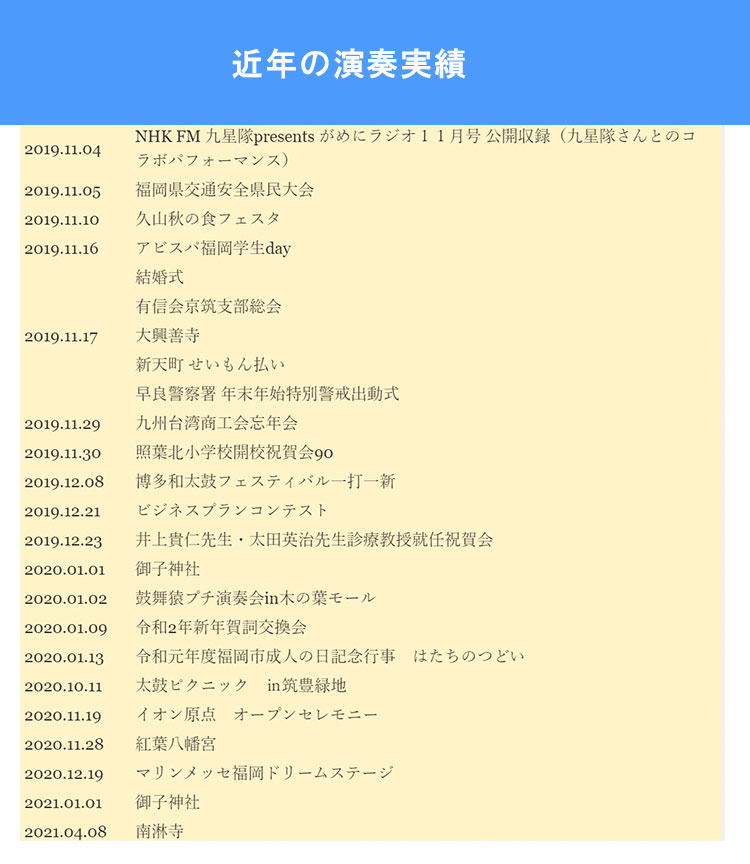 近年の演奏実績
2019.11.04 NHK FM 九星隊presents がめにラジオ１１月号 公開収録（九星隊さんとのコ
ラボパフォーマンス）
2019.11.05 福岡県交通安全県民大会
2019.11.10 久山秋の食フェスタ
2019.11.16 アビスパ福岡学生day
結婚式
有信会京筑支部総会
2019.11.17 大興善寺
新天町 せいもん払い
早良警察署 年末年始特別警戒出動式
2019.11.29 九州台湾商工会忘年会
2019.11.30 照葉北小学校開校祝賀会90
2019.12.08 博多和太鼓フェスティバル一打一新
2019.12.21 ビジネスプランコンテスト
2019.12.23 井上貴仁先生・太田英治先生診療教授就任祝賀会
2020.01.01 御子神社
2020.01.02 鼓舞猿プチ演奏会in木の葉モール
2020.01.09 令和2年新年賀詞交換会
2020.01.13 令和元年度福岡市成人の日記念行事　はたちのつどい
2020.10.11 太鼓ピクニック　in筑豊緑地
2020.11.19 イオン原点　オープンセレモニー
2020.11.28 紅葉八幡宮
2020.12.19 マリンメッセ福岡ドリームステージ
2021.01.01 御子神社
2021.04.08 南淋寺